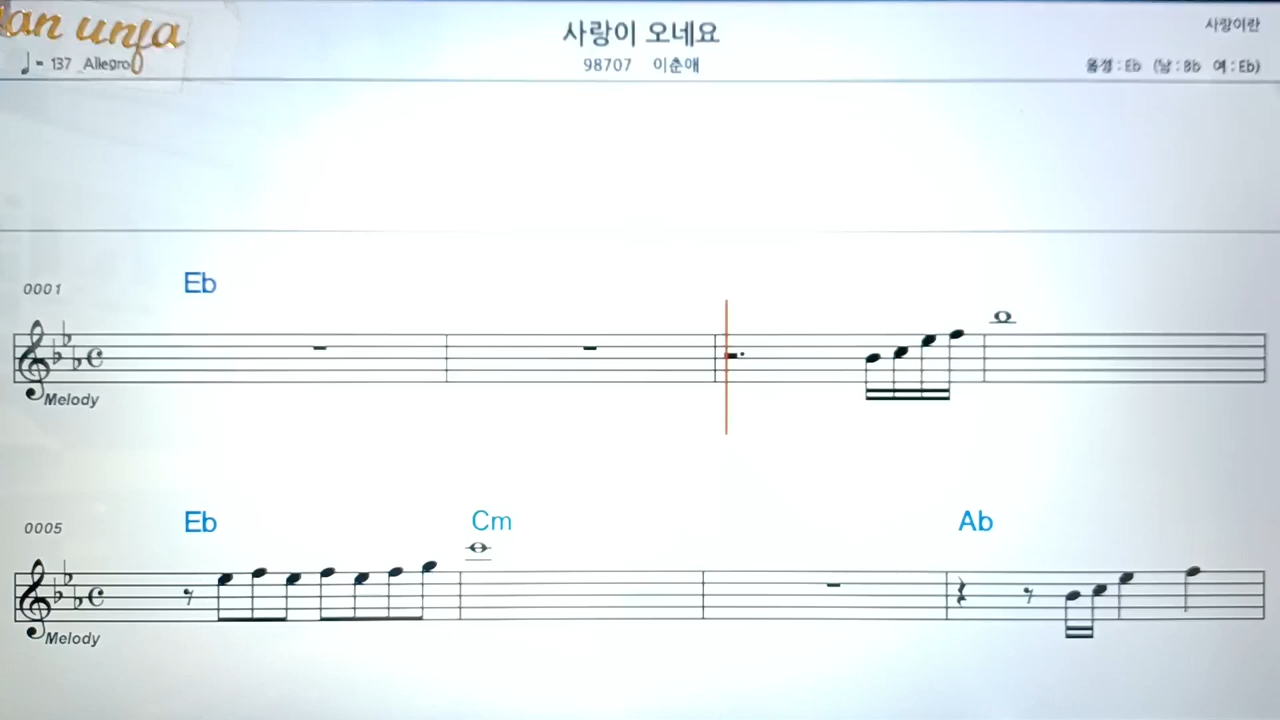 an unfa
♩= 137 Allegro
사랑이 오네요
98707 이춘애
사랑이란
음정 : Eb (남 : Bb 여 : Eb)
0001
Eb
Melody
0005
Eb Cm Ab
Melody